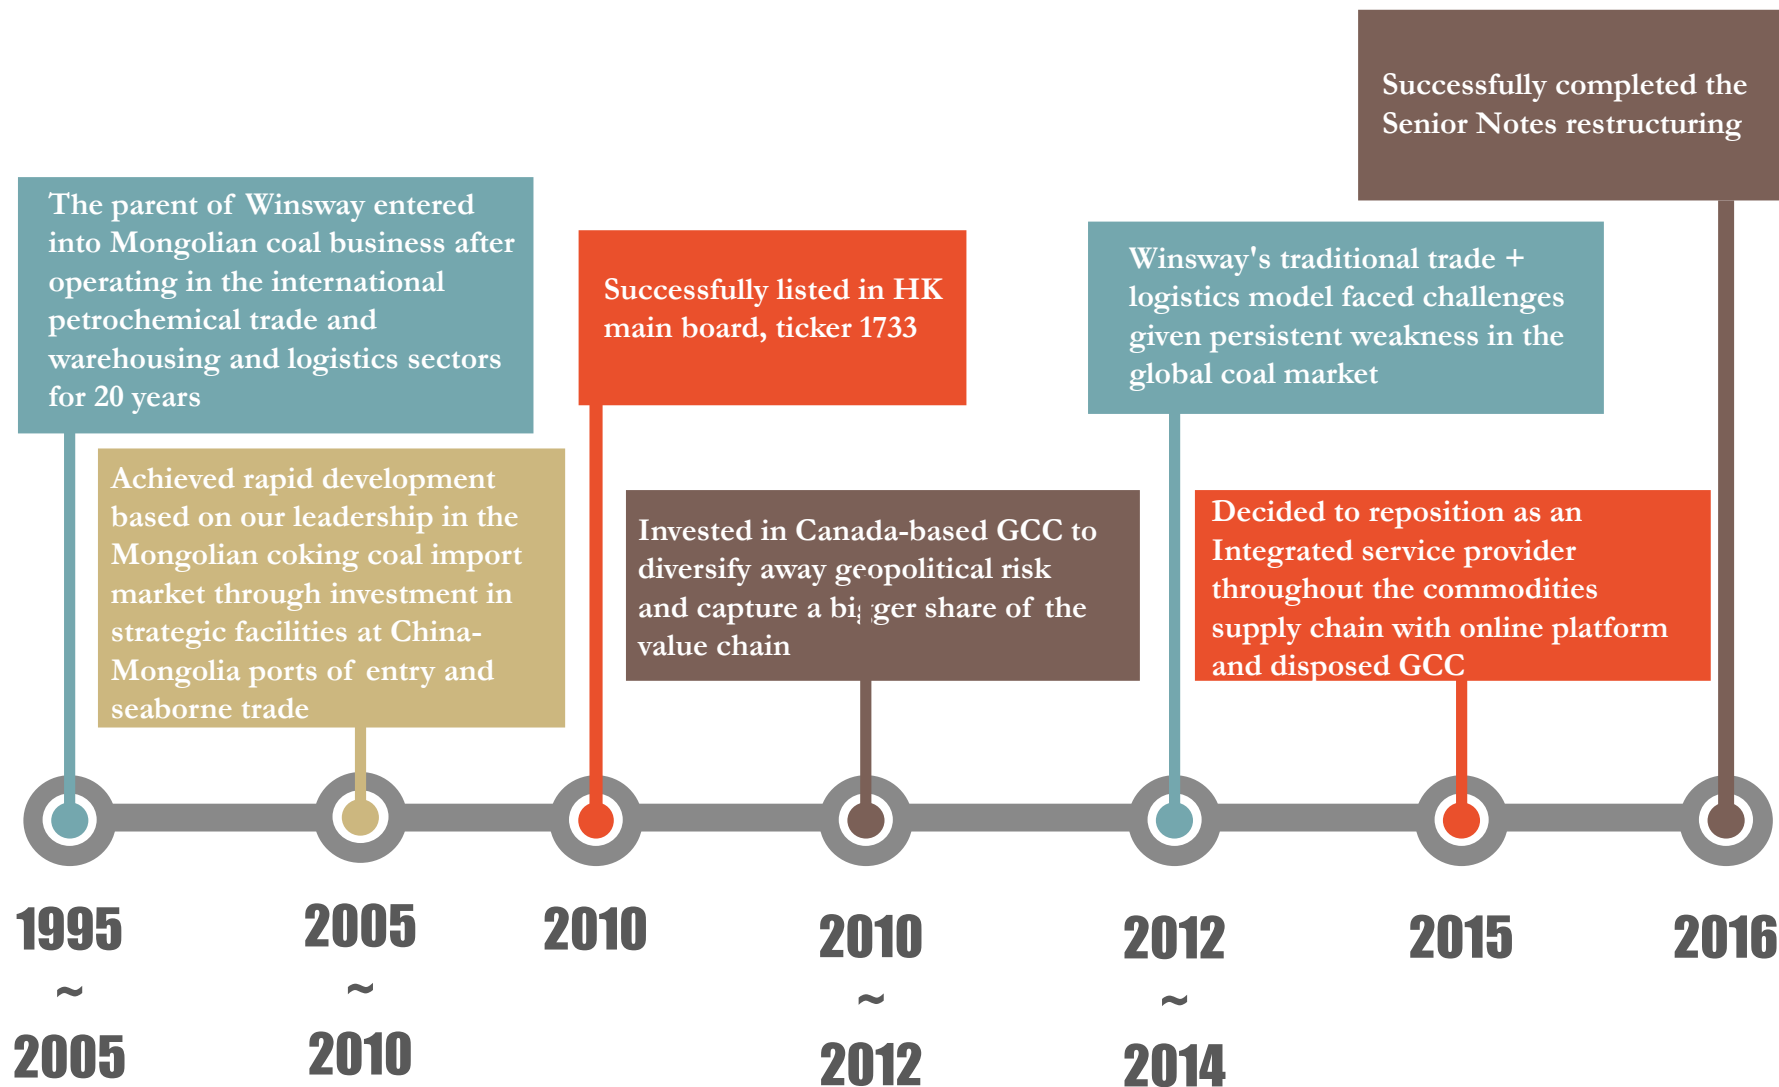 Successfully completed the
Senior Notes restructuring
The parent of Winsway entered
into Mongolian coal business after
operating in the international
petrochemical trade and
warehousing and logistics sectors
for 20 years
Successfully listed in HK
main board, ticker 1733
Winsway's traditional trade +
logistics model faced challenges
given persistent weakness in the
global coal market
Achieved rapid development
based on our leadership in the
Mongolian coking coal import
market through investment in
strategic facilities at China-
Mongolia ports of entry and
seaborne trade
Invested in Canada-based GCC to
diversify away geopolitical risk
and capture a bigger share of the
value chain
Decided to reposition as an
Integrated service provider
throughout the commodities
supply chain with online platform
and disposed GCC
1995
~
2005
2005
~
2010
2010
2010
~
2012
2012
~
2014
2015
2016